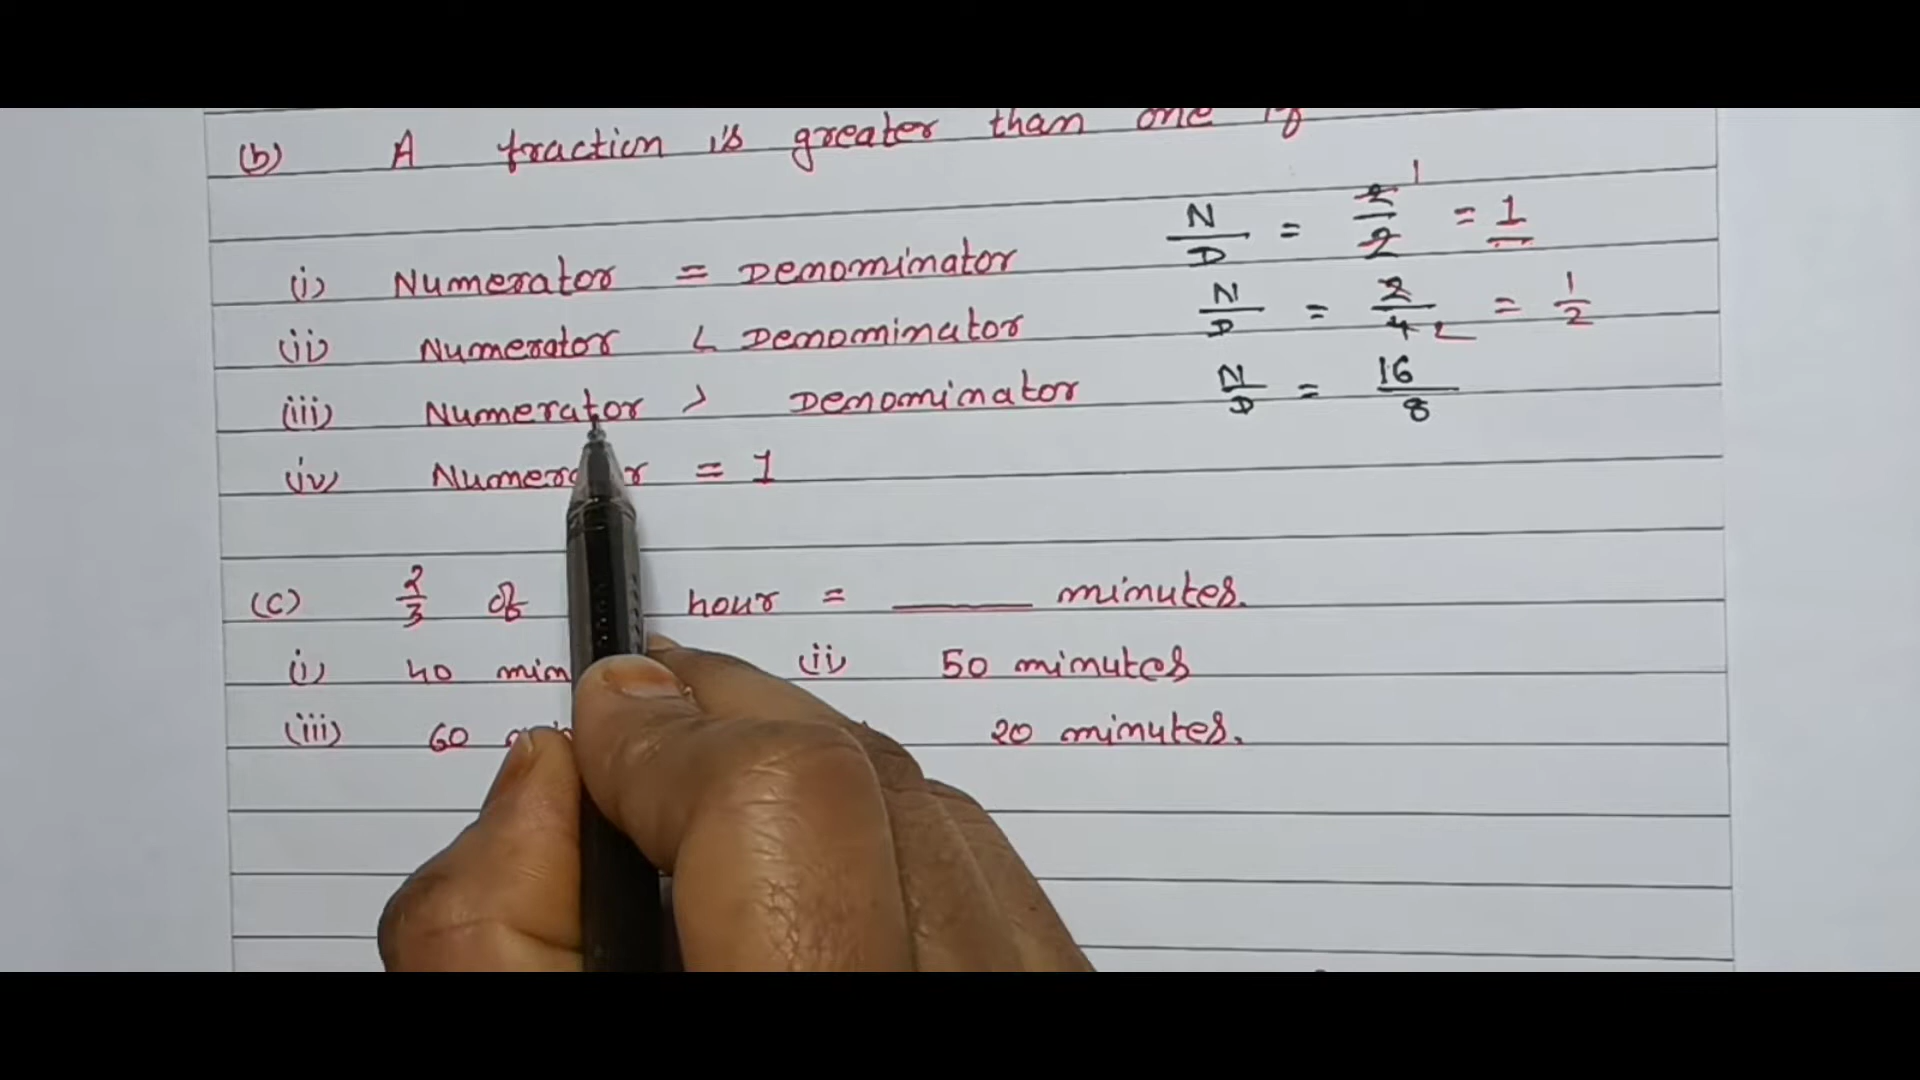 (b) A fraction is greater than one if
(i) Numerator = Denominator N/D = 2/2 1 = 1
(ii) Numerator < Denominator N/D = 2/4 2 = 1/2
(iii) Numerator > Denominator N/D = 16/8
(iv) = 1
(c) 2/3 of hour = ______ minutes.
(i) 40 (ii) 50 minutes
(iii) 60 20 minutes.